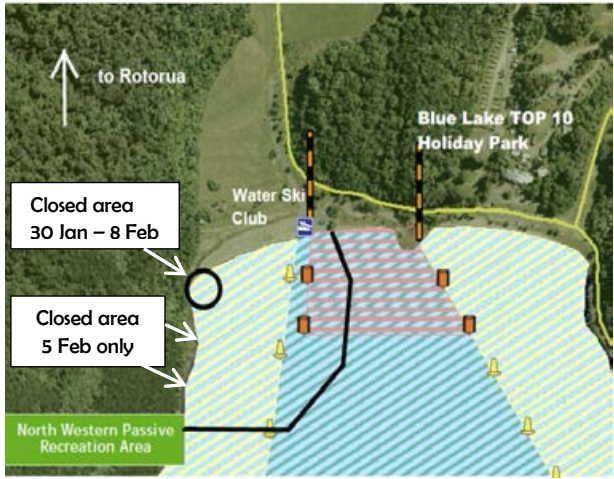 to Rotorua
Blue Lake TOP 10
Holiday Park
Water Ski
Club
Closed area
30 Jan – 8 Feb
Closed area
5 Feb only
North Western Passive
Recreation Area